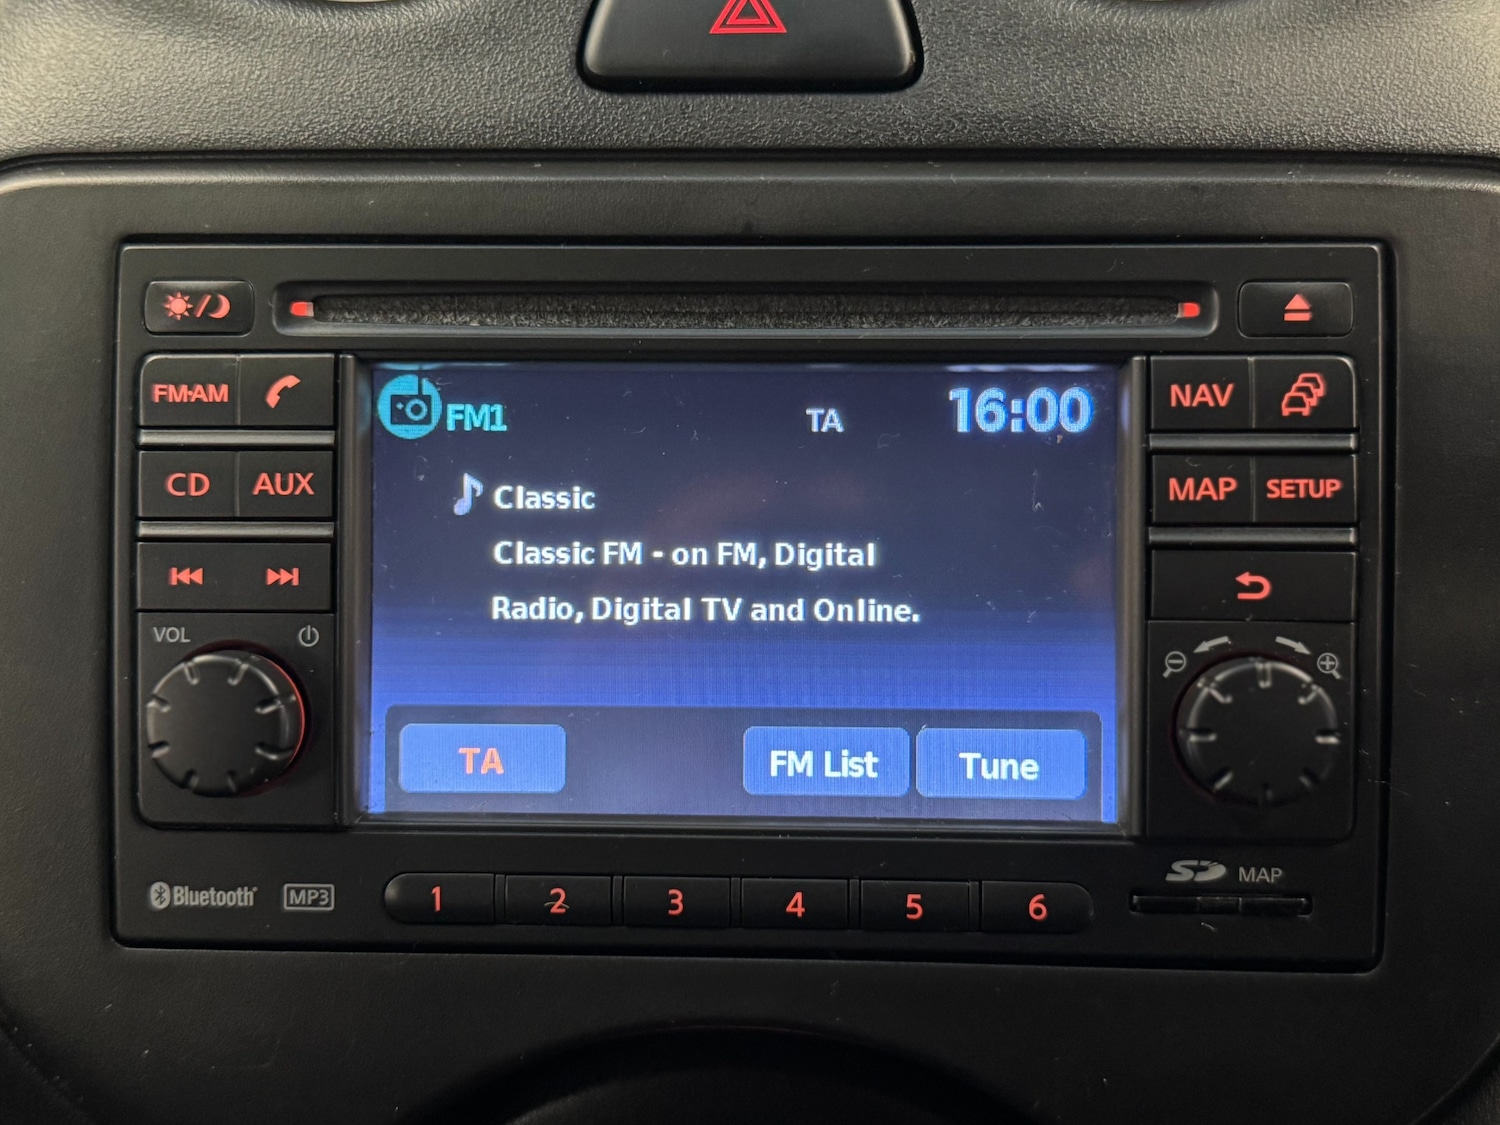 FM·AM
NAV
FM1 TA 16:00
CD AUX
MAP SETUP
Classic
Classic FM - on FM, Digital
Radio, Digital TV and Online.
VOL
TA FM List Tune
Bluetooth MP3
1 2 3 4 5 6
SD MAP